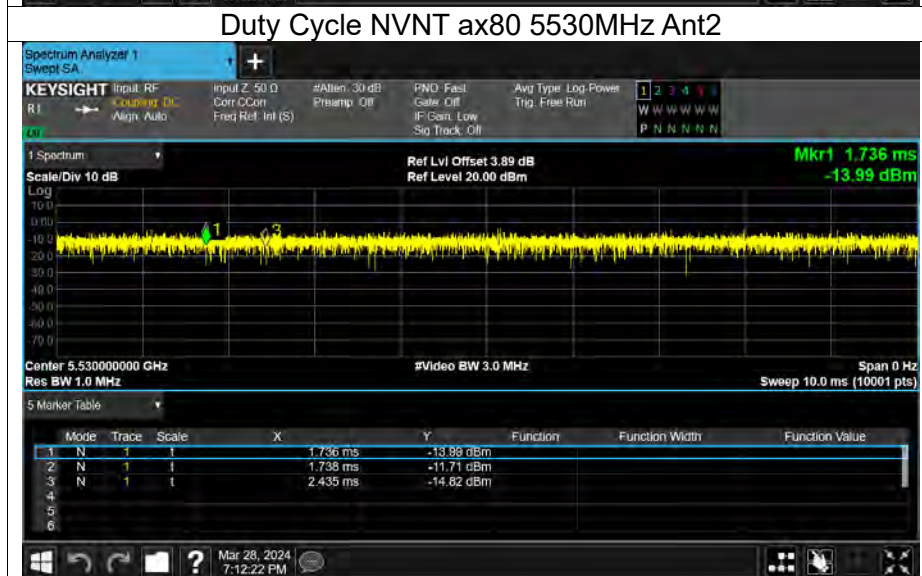 Duty Cycle NVNT ax80 5530MHz Ant2
Spectrum Analyzer 1
Swept SA
+
KEYSIGHT Input: RF Input Z: 50 Ω #Atten: 30 dB PNO: Fast Avg Type: Log-Power 1 2 3 4 5 6
R L Coupling: DC Corr CCorr Preamp: Off Gate: Off Trig: Free Run W W W W W W
Align: Auto Freq Ref: Int (S) IF Gain: Low
Sig Track: Off P N N N N N
1 Spectrum Ref Lvl Offset 3.89 dB Mkr1 1.736 ms
Scale/Div 10 dB Ref Level 20.00 dBm -13.99 dBm
Log
10.0
0.00
1 3
-10.0
-20.0
-30.0
-40.0
-50.0
-60.0
-70.0
Center 5.530000000 GHz #Video BW 3.0 MHz Span 0 Hz
Res BW 1.0 MHz Sweep 10.0 ms (10001 pts)
5 Marker Table
Mode Trace Scale X Y Function Function Width Function Value
1 N 1 t 1.736 ms -13.99 dBm
2 N 1 t 1.738 ms -11.71 dBm
3 N 1 t 2.435 ms -14.82 dBm
4
5
6
? Mar 28, 2024
7:12:22 PM